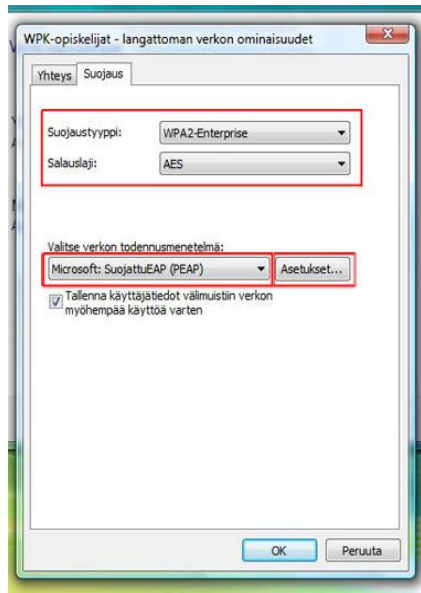 WPK-opiskelijat - langattoman verkon ominaisuudet
Yhteys Suojaus
Suojaustyyppi: WPA2-Enterprise
Salauslaji: AES
Valitse verkon todennusmenetelmä:
Microsoft: SuojattuEAP (PEAP) Asetukset...
Tallenna käyttäjätiedot välimuistiin verkon
myöhempää käyttöä varten
OK Peruuta